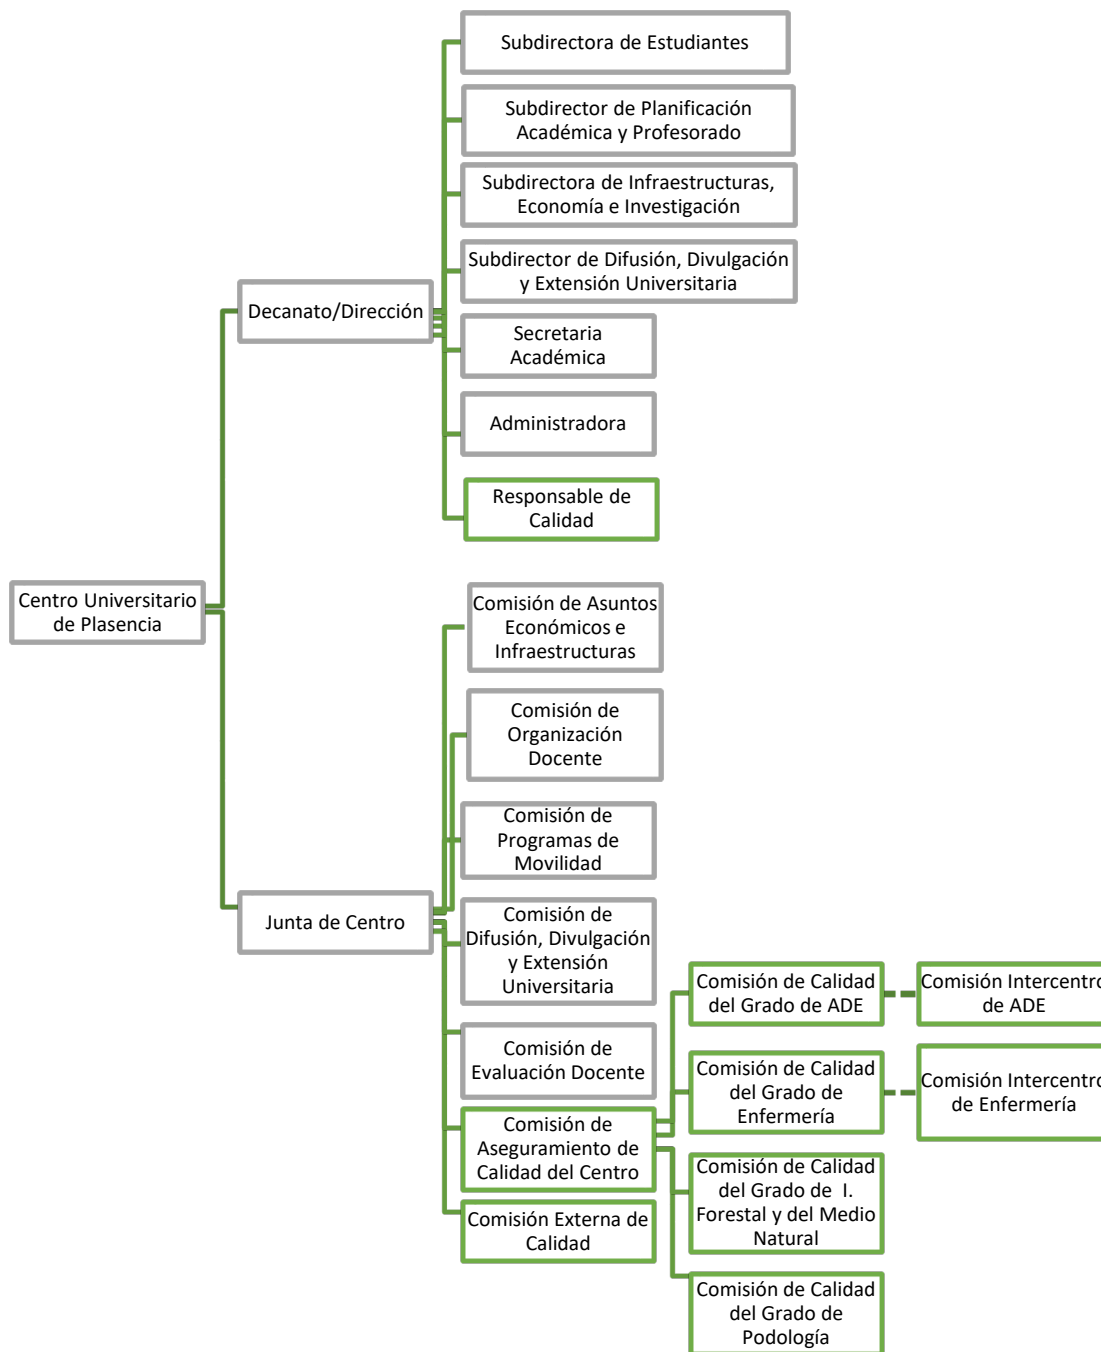 Subdirectora de Estudiantes
Subdirector de Planificación
Académica y Profesorado
Subdirectora de Infraestructuras,
Economía e Investigación
Subdirector de Difusión, Divulgación
y Extensión Universitaria
Decanato/Dirección
Secretaria
Académica
Administradora
Responsable de
Calidad
Centro Universitario
de Plasencia
Comisión de Asuntos
Económicos e
Infraestructuras
Comisión de
Organización
Docente
Comisión de
Programas de
Movilidad
Junta de Centro
Comisión de
Difusión, Divulgación
y Extensión
Universitaria
Comisión de
Evaluación Docente
Comisión de
Aseguramiento de
Calidad del Centro
Comisión Externa de
Calidad
Comisión de Calidad
del Grado de ADE
Comisión Intercentro
de ADE
Comisión de Calidad
del Grado de
Enfermería
Comisión Intercentro
de Enfermería
Comisión de Calidad
del Grado de I.
Forestal y del Medio
Natural
Comisión de Calidad
del Grado de
Podología